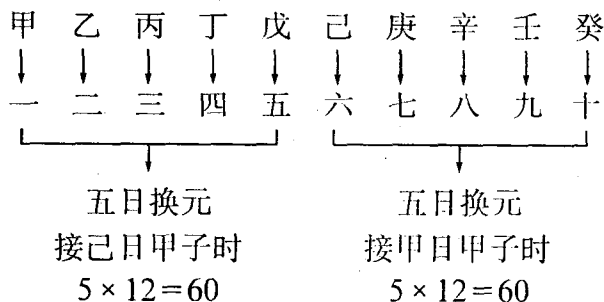 甲 乙 丙 丁 戊 己 庚 辛 壬 癸
一 二 三 四 五 六 七 八 九 十
五日换元 五日换元
接己日甲子时 接甲日甲子时
5×12=60 5×12=60